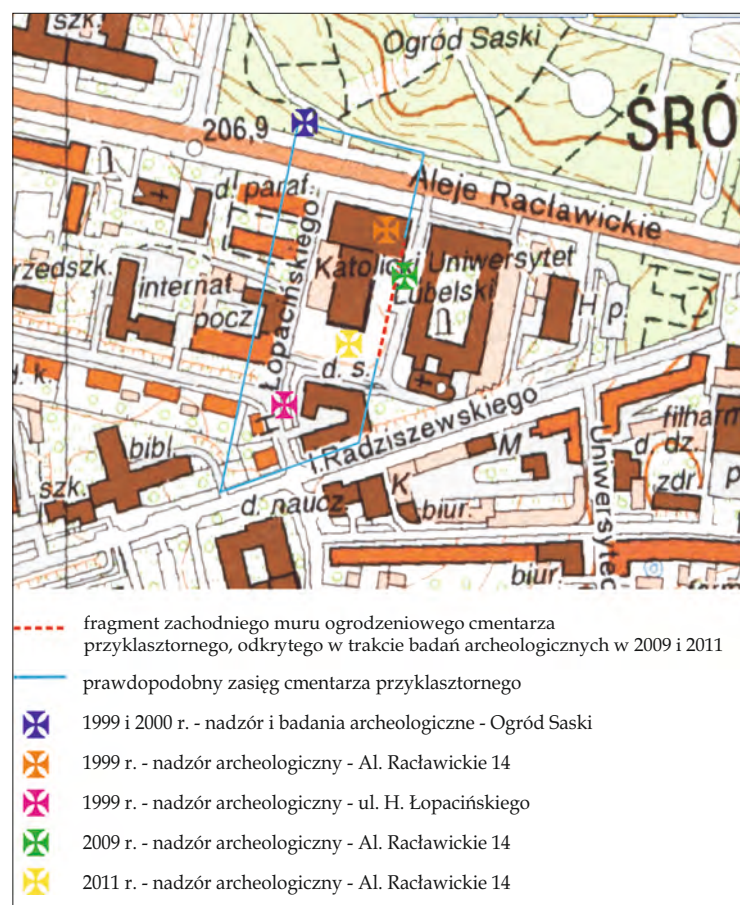 szk.
Ogród Saski
206,9
ŚRÓ
Aleje Racławickie
d. paraf.
rzedszk.
internat
pocz.
H. Łopacińskiego
Katolicki Uniwersytet
Lubelski
H p.
d. s.
g. k.
I. Radziszewskiego
bibl.
szk.
d. naucz.
K
biur.
M
Uniwersytec
filharm
d. dz.
zdr.
p
biur.
farm
fragment zachodniego muru ogrodzeniowego cmentarza
przyklasztornego, odkrytego w trakcie badań archeologicznych w 2009 i 2011
prawdopodobny zasięg cmentarza przyklasztornego
1999 i 2000 r. - nadzór i badania archeologiczne - Ogród Saski
1999 r. - nadzór archeologiczny - Al. Racławickie 14
1999 r. - nadzór archeologiczny - ul. H. Łopacińskiego
2009 r. - nadzór archeologiczny - Al. Racławickie 14
2011 r. - nadzór archeologiczny - Al. Racławickie 14